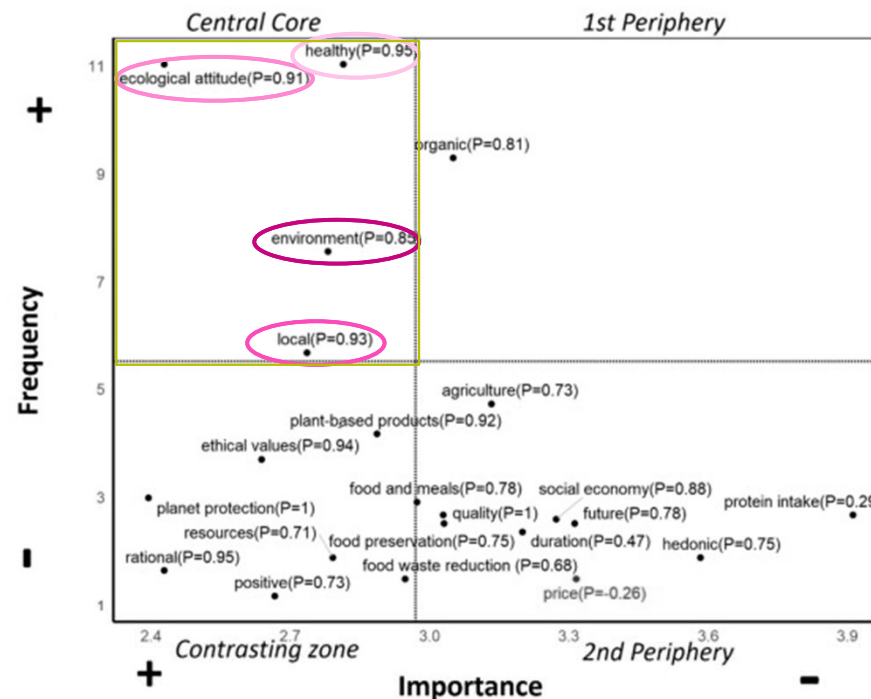 Central Core
1st Periphery
healthy(P=0.95)
11
ecological attitude(P=0.91)
+
organic(P=0.81)
9
environment(P=0.85
7
Frequency
local(P=0.93)
5
agriculture(P=0.73)
plant-based products(P=0.92)
ethical values(P=0.94)
3
food and meals(P=0.78)
social economy(P=0.88)
protein intake(P=0.29
planet protection(P=1)
quality(P=1)
future(P=0.78)
resources(P=0.71)
food preservation(P=0.75)
duration(P=0.47)
hedonic(P=0.75)
-
rational(P=0.95)
food waste reduction (P=0.68)
positive(P=0.73)
price(P=-0.26)
1
2.4
2.7
3.0
3.3
3.6
3.9
Contrasting zone
2nd Periphery
+
Importance
-